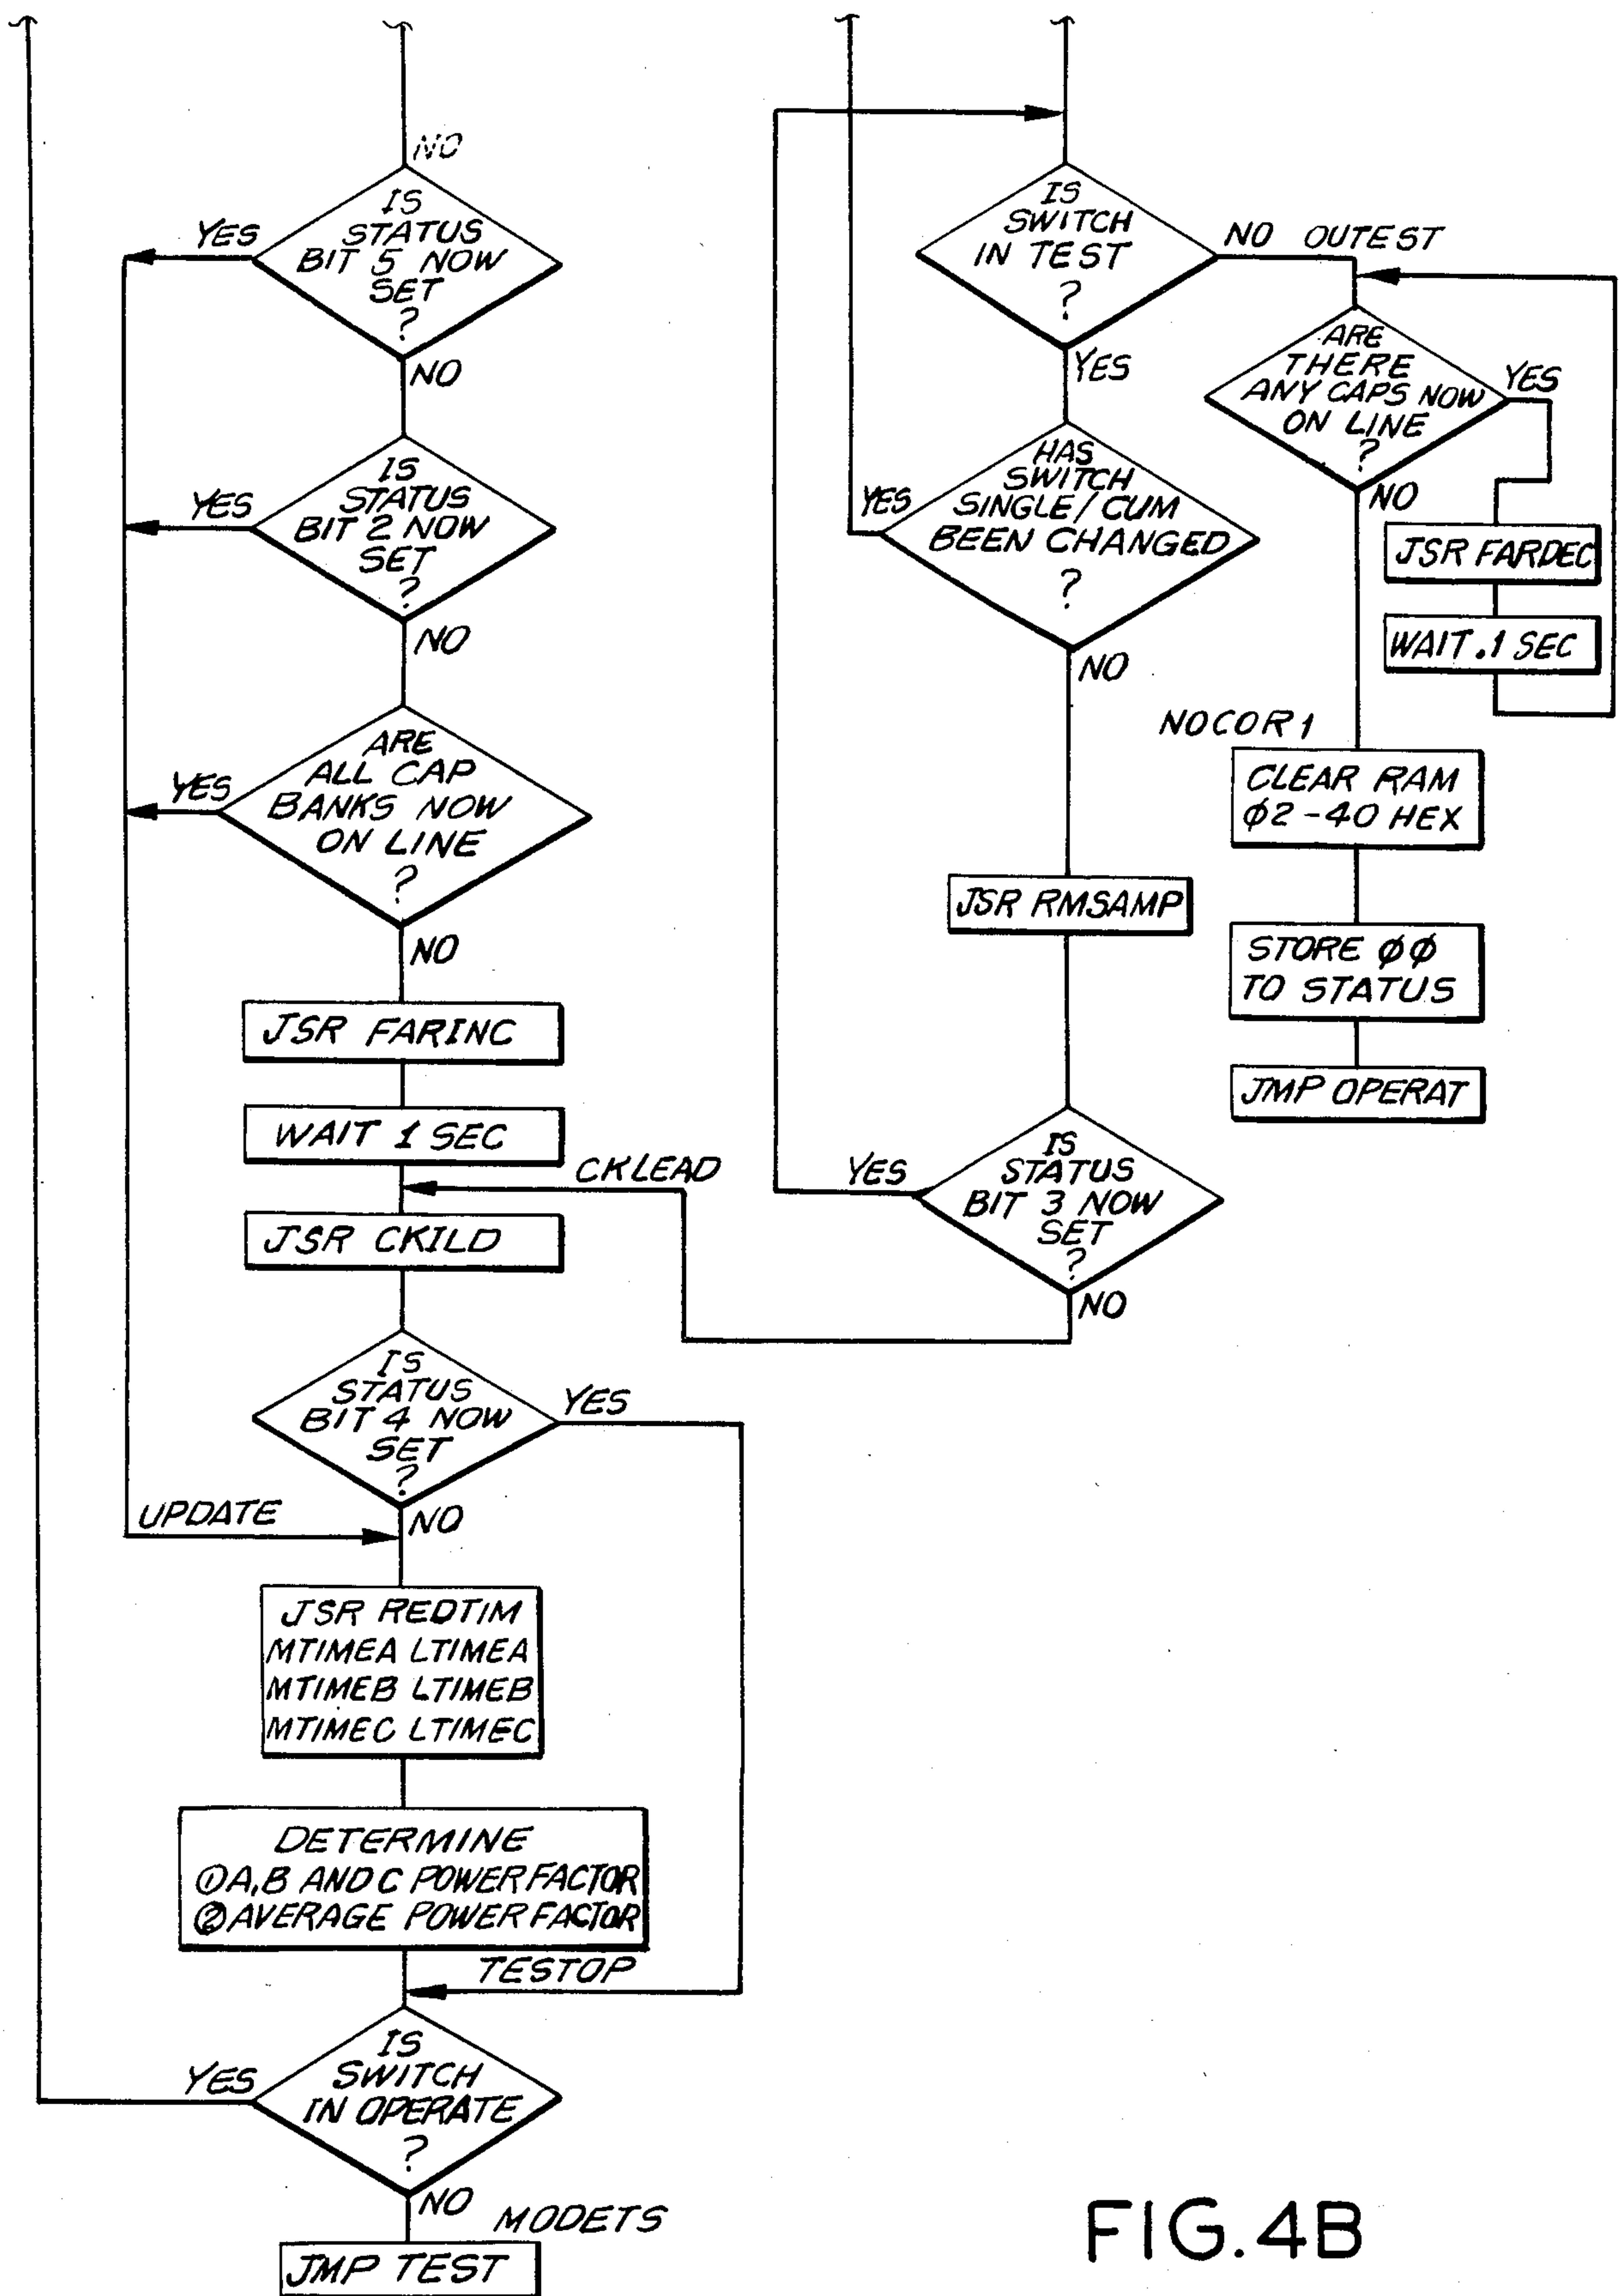 NO
IS
STATUS
BIT 5 NOW
SET
?
YES
NO
IS
STATUS
BIT 2 NOW
SET
?
YES
NO
ARE
ALL CAP
BANKS NOW
ON LINE
?
YES
NO
JSR FARINC
WAIT 1 SEC
CKLEAD
JSR CKILD
IS
STATUS
BIT 4 NOW
SET
?
YES
NO
UPDATE
JSR REDTIM
MTIMEA LTIMEA
MTIMEB LTIMEB
MTIMEC LTIMEC
DETERMINE
①A,B AND C POWER FACTOR
②AVERAGE POWER FACTOR
TESTOP
IS
SWITCH
IN OPERATE
?
YES
NO
MODETS
JMP TEST
IS
SWITCH
IN TEST
?
NO OUTEST
YES
HAS
SWITCH
SINGLE/CUM
BEEN CHANGED
?
YES
NO
JSR RMSAMP
IS
STATUS
BIT 3 NOW
SET
?
YES
NO
ARE
THERE
ANY CAPS NOW
ON LINE
?
YES
NO
JSR FARDEC
WAIT .1 SEC
NOCOR1
CLEAR RAM
φ2-40 HEX
STORE φφ
TO STATUS
JMP OPERAT
FIG.4B